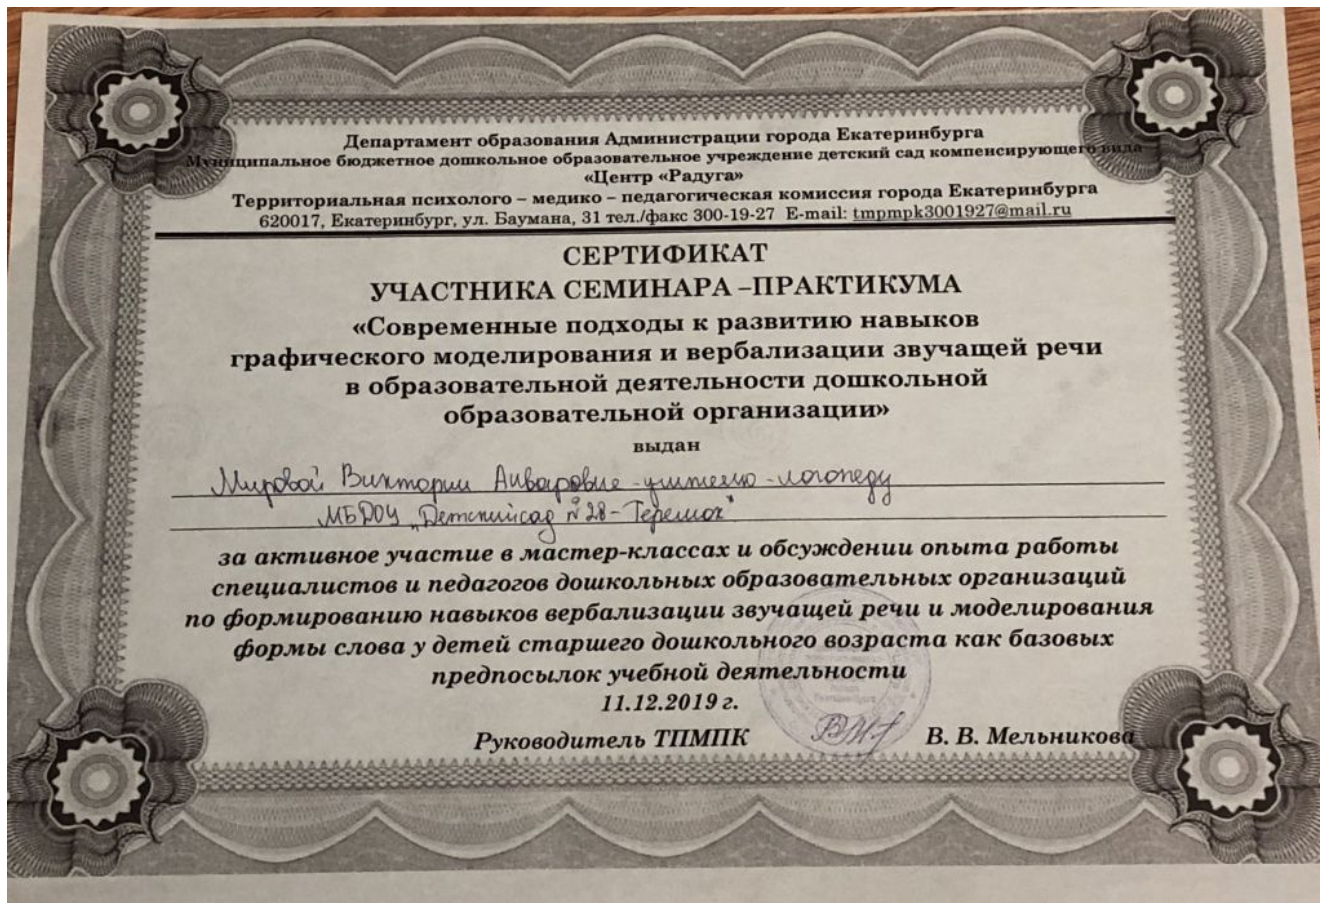 Департамент образования Администрации города Екатеринбурга
Муниципальное бюджетное дошкольное образовательное учреждение детский сад компенсирующего вида
«Центр «Радуга»
Территориальная психолого – медико – педагогическая комиссия города Екатеринбурга
620017, Екатеринбург, ул. Баумана, 31 тел./факс 300-19-27 E-mail: tmpmpk3001927@mail.ru
СЕРТИФИКАТ
УЧАСТНИКА СЕМИНАРА –ПРАКТИКУМА
«Современные подходы к развитию навыков
графического моделирования и вербализации звучащей речи
в образовательной деятельности дошкольной
образовательной организации»
выдан
Мировой Виктории Анваровне - учителю - логопеду
МБДОУ „Детский сад №28 - Теремок"
за активное участие в мастер-классах и обсуждении опыта работы
специалистов и педагогов дошкольных образовательных организаций
по формированию навыков вербализации звучащей речи и моделирования
формы слова у детей старшего дошкольного возраста как базовых
предпосылок учебной деятельности
11.12.2019 г.
Руководитель ТПМПК В. В. Мельникова